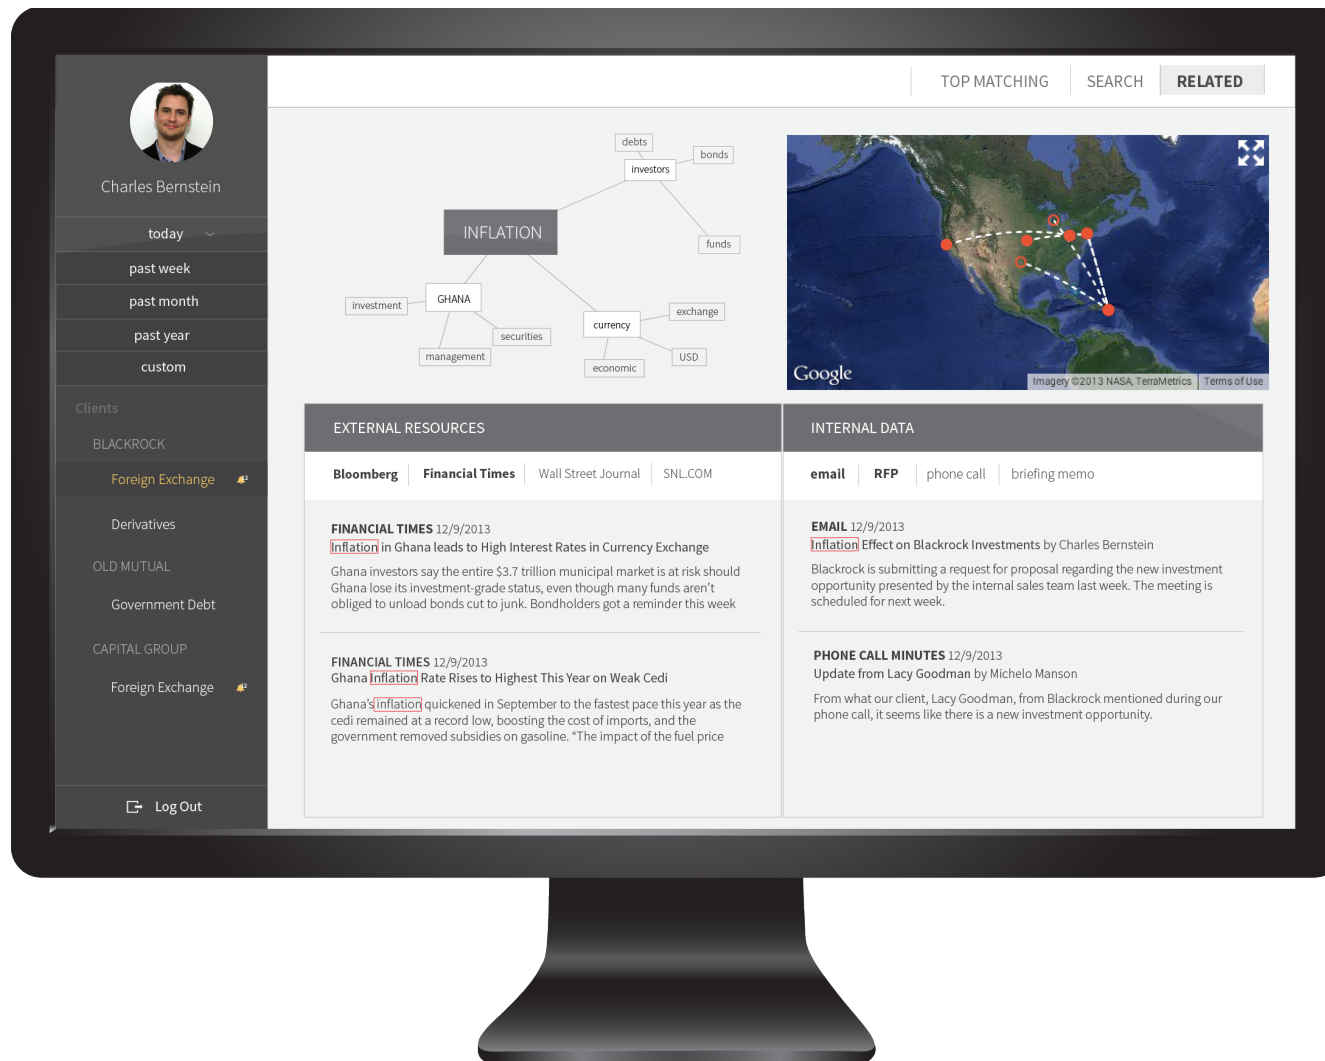 TOP MATCHING
SEARCH
RELATED
Charles Bernstein
today
past week
past month
past year
custom
Clients
BLACKROCK
Foreign Exchange
2
Derivatives
OLD MUTUAL
Government Debt
CAPITAL GROUP
Foreign Exchange
2
Log Out
debts
bonds
investors
INFLATION
funds
GHANA
investment
securities
management
currency
exchange
USD
economic
Google
Imagery ©2013 NASA, TerraMetrics
Terms of Use
EXTERNAL RESOURCES
Bloomberg
Financial Times
Wall Street Journal
SNL.COM
FINANCIAL TIMES 12/9/2013
Inflation in Ghana leads to High Interest Rates in Currency Exchange
Ghana investors say the entire $3.7 trillion municipal market is at risk should
Ghana lose its investment-grade status, even though many funds aren't
obliged to unload bonds cut to junk. Bondholders got a reminder this week
FINANCIAL TIMES 12/9/2013
Ghana Inflation Rate Rises to Highest This Year on Weak Cedi
Ghana's inflation quickened in September to the fastest pace this year as the
cedi remained at a record low, boosting the cost of imports, and the
government removed subsidies on gasoline. “The impact of the fuel price
INTERNAL DATA
email
RFP
phone call
briefing memo
EMAIL 12/9/2013
Inflation Effect on Blackrock Investments by Charles Bernstein
Blackrock is submitting a request for proposal regarding the new investment
opportunity presented by the internal sales team last week. The meeting is
scheduled for next week.
PHONE CALL MINUTES 12/9/2013
Update from Lacy Goodman by Michelo Manson
From what our client, Lacy Goodman, from Blackrock mentioned during our
phone call, it seems like there is a new investment opportunity.